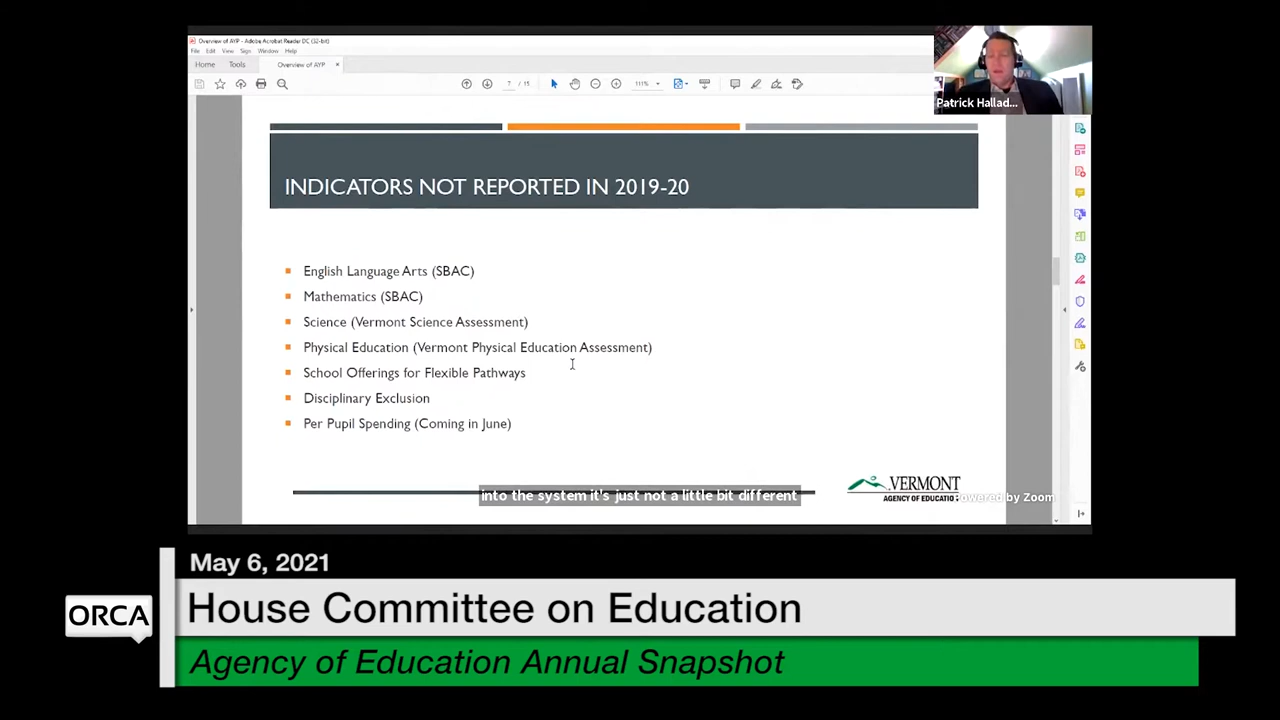 Overview of AYP - Adobe Acrobat Reader DC (32-bit)
File Edit View Sign Window Help
Home Tools Overview of AYP ×
7 / 15 111%
Patrick Hallad...
INDICATORS NOT REPORTED IN 2019-20
English Language Arts (SBAC)
Mathematics (SBAC)
Science (Vermont Science Assessment)
Physical Education (Vermont Physical Education Assessment)
School Offerings for Flexible Pathways
Disciplinary Exclusion
Per Pupil Spending (Coming in June)
VERMONT
AGENCY OF EDUCATIO
Powered by Zoom
into the system it's just not a little bit different
May 6, 2021
ORCA
House Committee on Education
Agency of Education Annual Snapshot